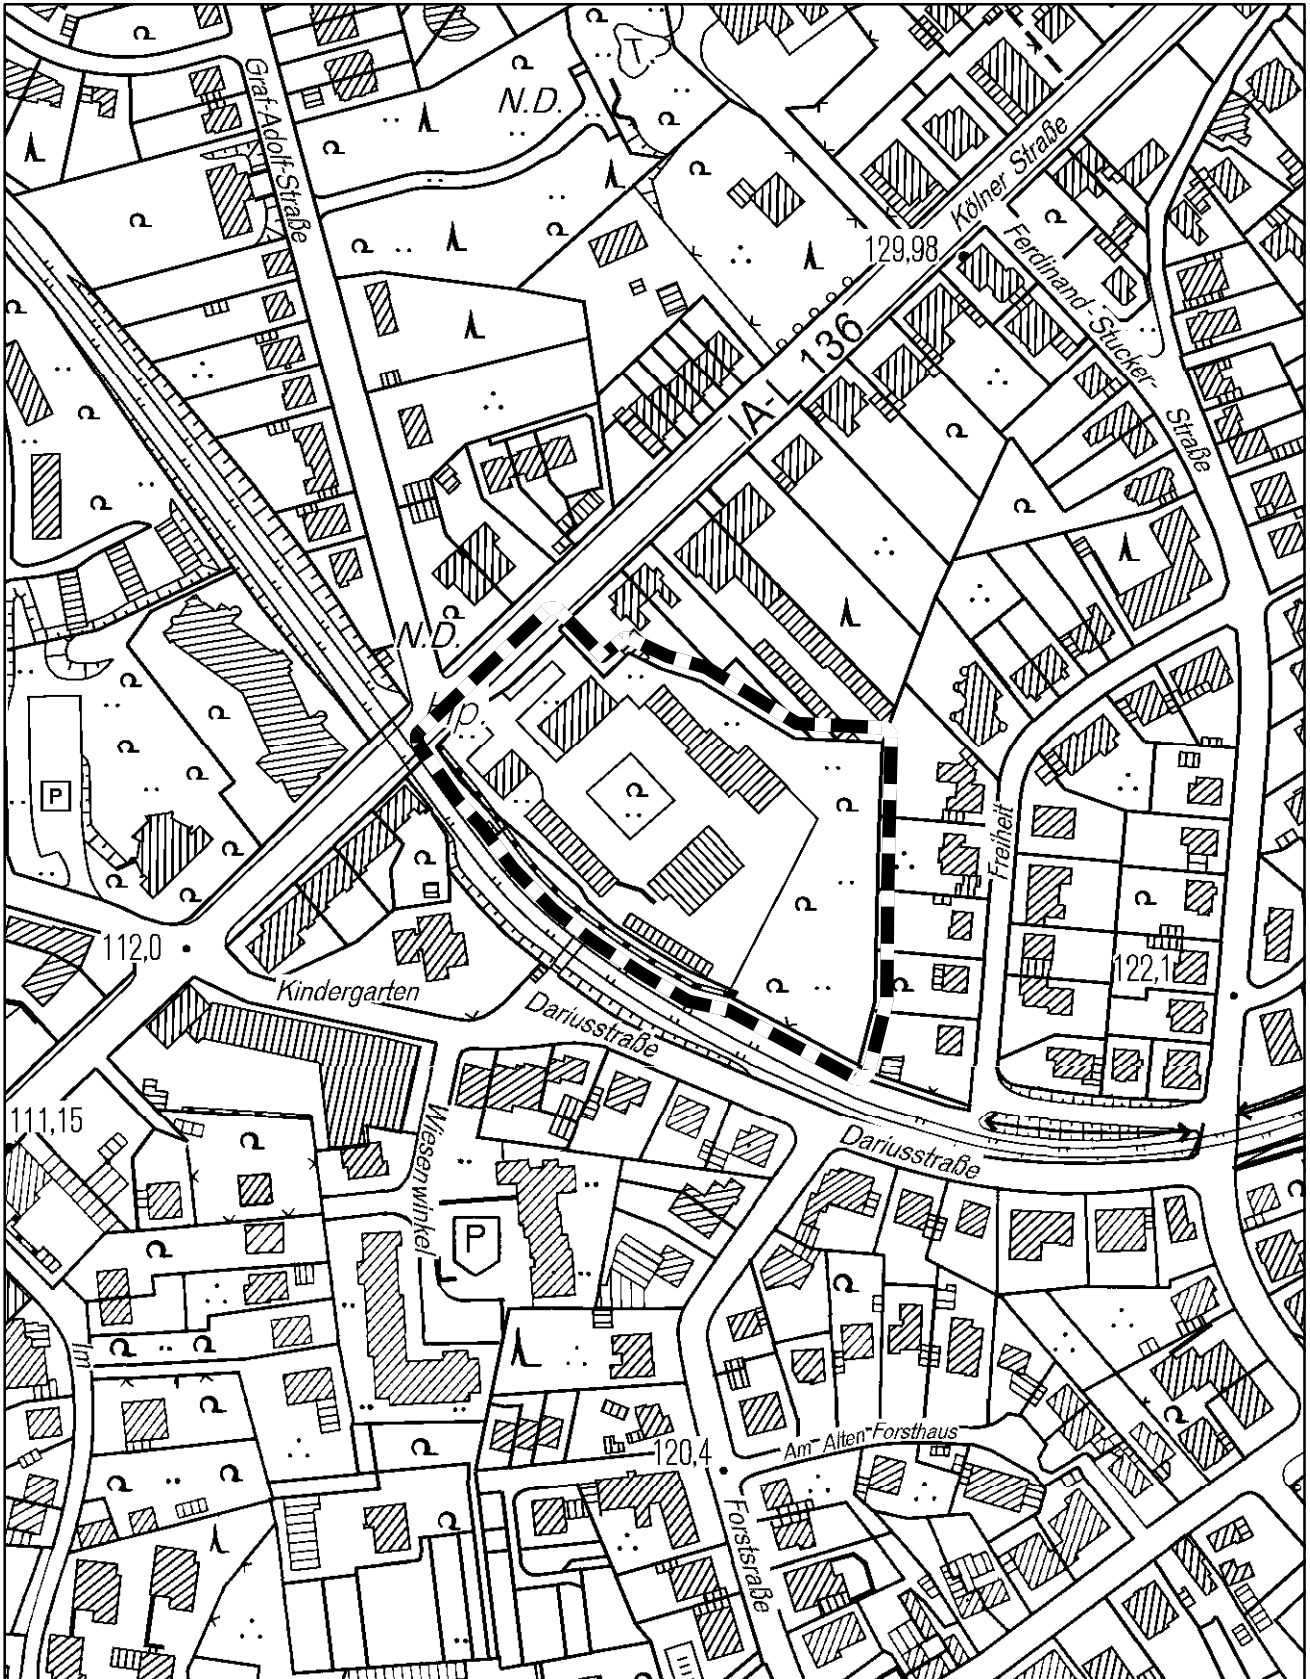 T.
N.D.
Graf-Adolf-Straße
Kölner Straße
129,98
Ferdinand-Stucker-
Straße
A-L 136
N.D.
p.
P
Freiheit
112,0
122,1
Kindergarten
Dariusstraße
111,15
Wiesenwinkel
Dariusstraße
P
Im
Am Alten Forsthaus
120,4
Forststraße